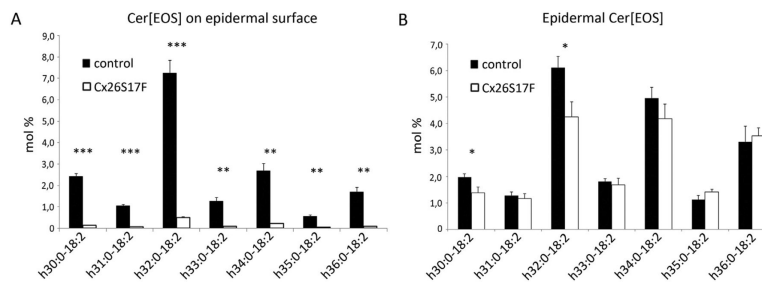 A
Cer[EOS] on epidermal surface
mol %
9,0
8,0
7,0
6,0
5,0
4,0
3,0
2,0
1,0
0
control
Cx26S17F
*** *** *** ** ** ** **
h30:0-18:2
h31:0-18:2
h32:0-18:2
h33:0-18:2
h34:0-18:2
h35:0-18:2
h36:0-18:2
B
Epidermal Cer[EOS]
mol %
7,0
6,0
5,0
4,0
3,0
2,0
1,0
0
control
Cx26S17F
* *
h30:0-18:2
h31:0-18:2
h32:0-18:2
h33:0-18:2
h34:0-18:2
h35:0-18:2
h36:0-18:2